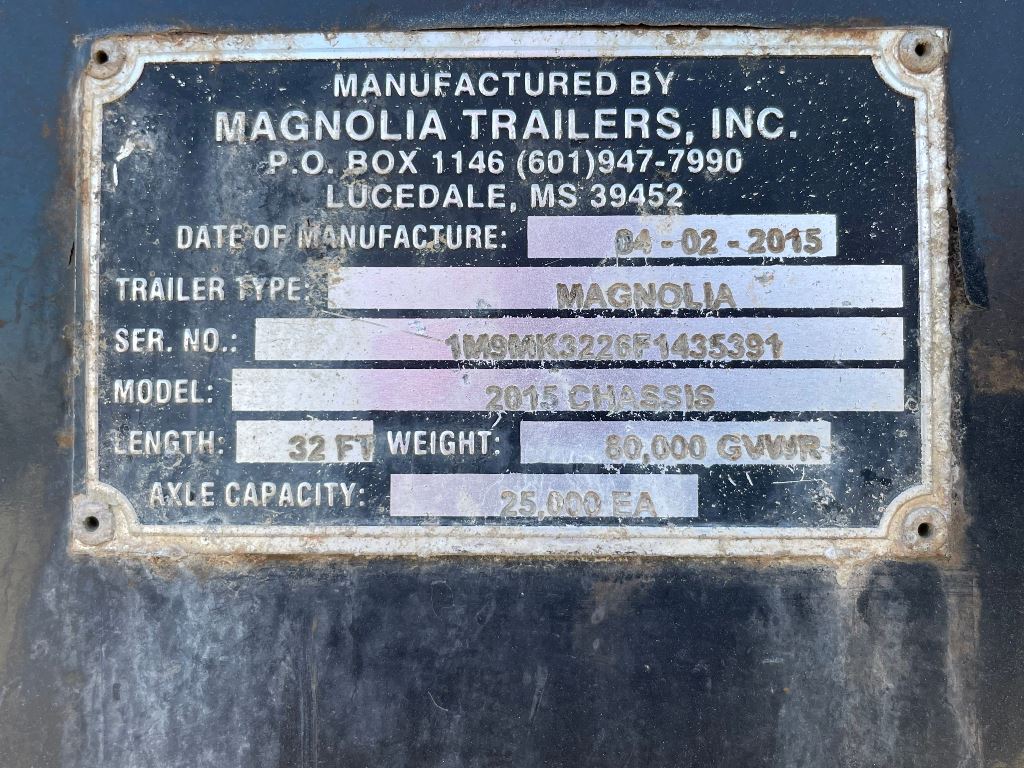 MANUFACTURED BY
MAGNOLIA TRAILERS, INC.
P.O. BOX 1146 (601)947-7990
LUCEDALE, MS 39452
DATE OF MANUFACTURE: 04-02-2015
TRAILER TYPE: MAGNOLIA
SER. NO.: 1M9MK3226F1435391
MODEL: 2015 CHASSIS
LENGTH: 32 FT WEIGHT: 80,000 GVWR
AXLE CAPACITY: 25,000 EA